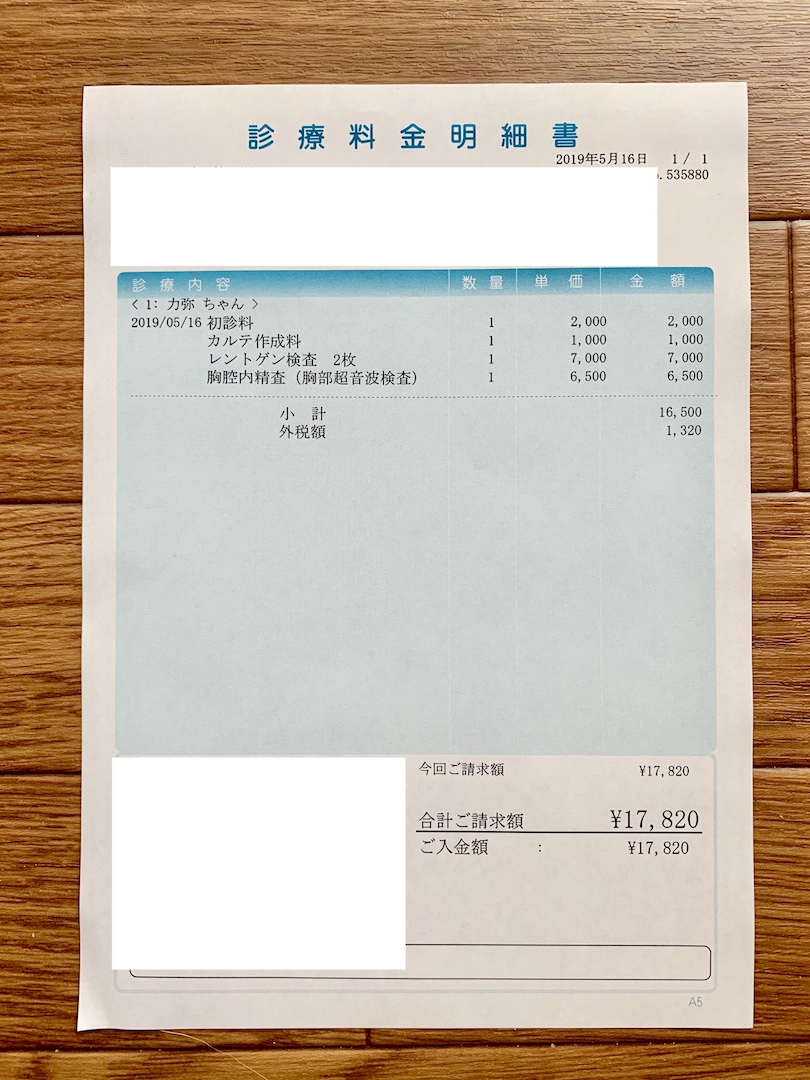 診療料金明細書
2019年5月16日 1/ 1
.535880
診療内容 数量 単価 金額
< 1: 力弥 ちゃん >
2019/05/16 初診料 1 2,000 2,000
カルテ作成料 1 1,000 1,000
レントゲン検査 2枚 1 7,000 7,000
胸腔内精査(胸部超音波検査) 1 6,500 6,500
小 計 16,500
外税額 1,320
今回ご請求額 ¥17,820
合計ご請求額 ¥17,820
ご入金額 : ¥17,820
A5